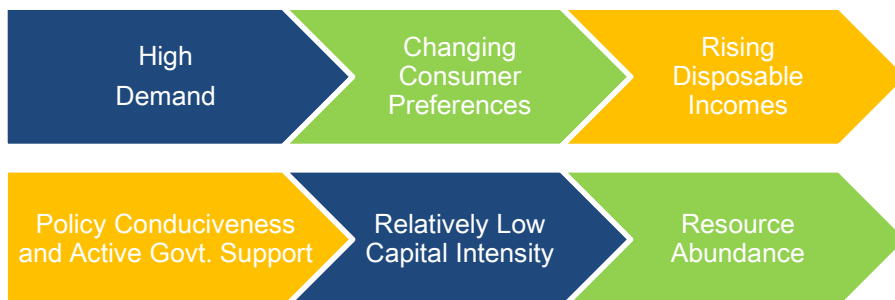 High
Demand
Changing
Consumer
Preferences
Rising
Disposable
Incomes
Policy Conduciveness
and Active Govt. Support
Relatively Low
Capital Intensity
Resource
Abundance